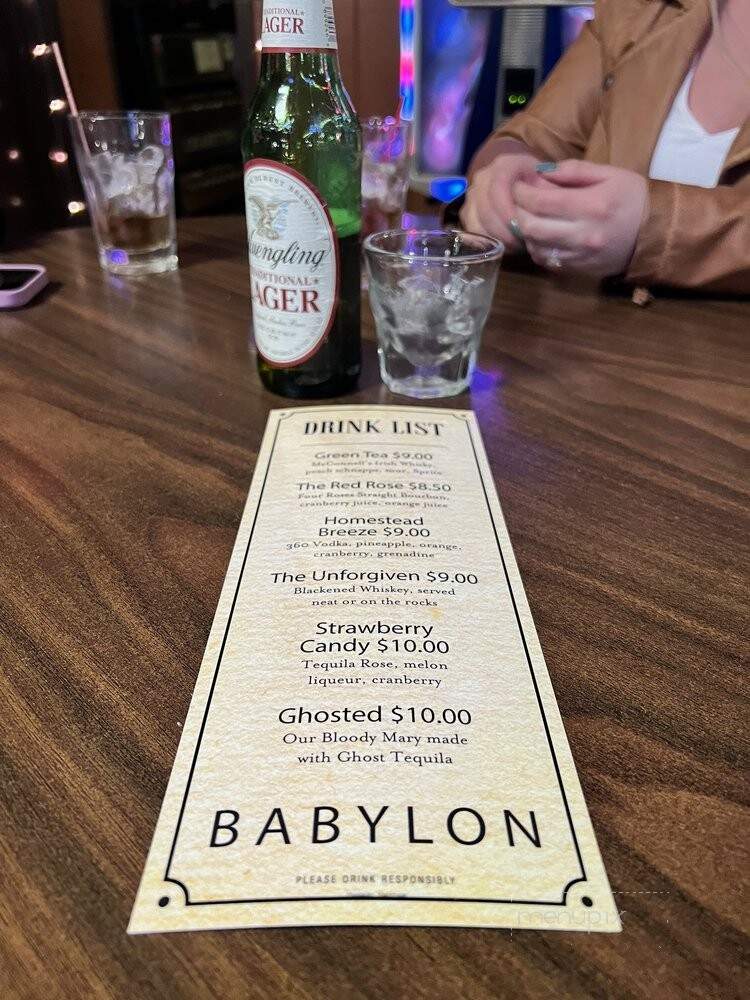 TRADITIONAL
LAGER
Yuengling
TRADITIONAL
LAGER
DRINK LIST
Green Tea $9.00
McConnell's Irish Whisky,
peach schnapps, sour, Sprite
The Red Rose $8.50
Four Roses Straight Bourbon,
cranberry juice, orange juice
Homestead
Breeze $9.00
360 Vodka, pineapple, orange,
cranberry, grenadine
The Unforgiven $9.00
Blackened Whiskey, served
neat or on the rocks
Strawberry
Candy $10.00
Tequila Rose, melon
liqueur, cranberry
Ghosted $10.00
Our Bloody Mary made
with Ghost Tequila
BABYLON
PLEASE DRINK RESPONSIBLY
menupix